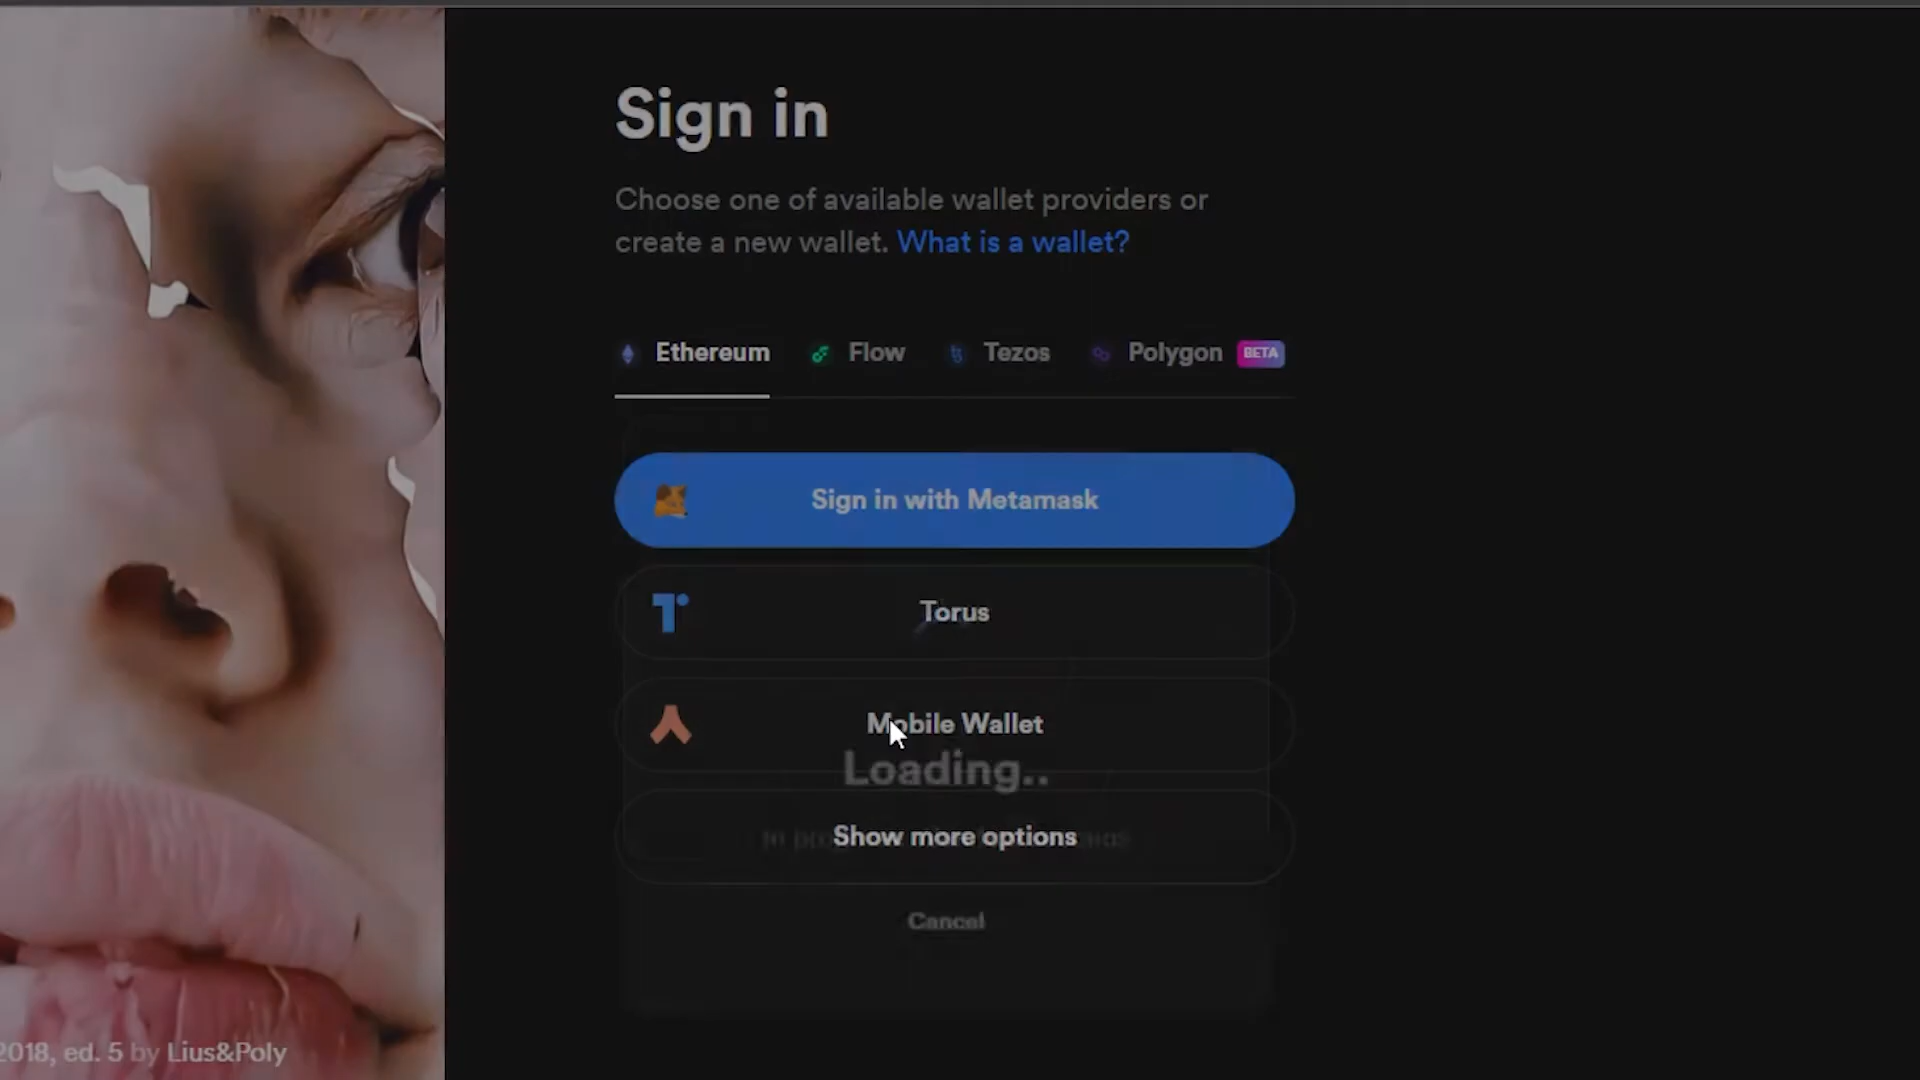 Sign in
Choose one of available wallet providers or
create a new wallet. What is a wallet?
Ethereum Flow Tezos Polygon BETA
Sign in with Metamask
Torus
Mobile Wallet
Loading..
Show more options
Cancel
2018, ed. 5 by Lius&Poly